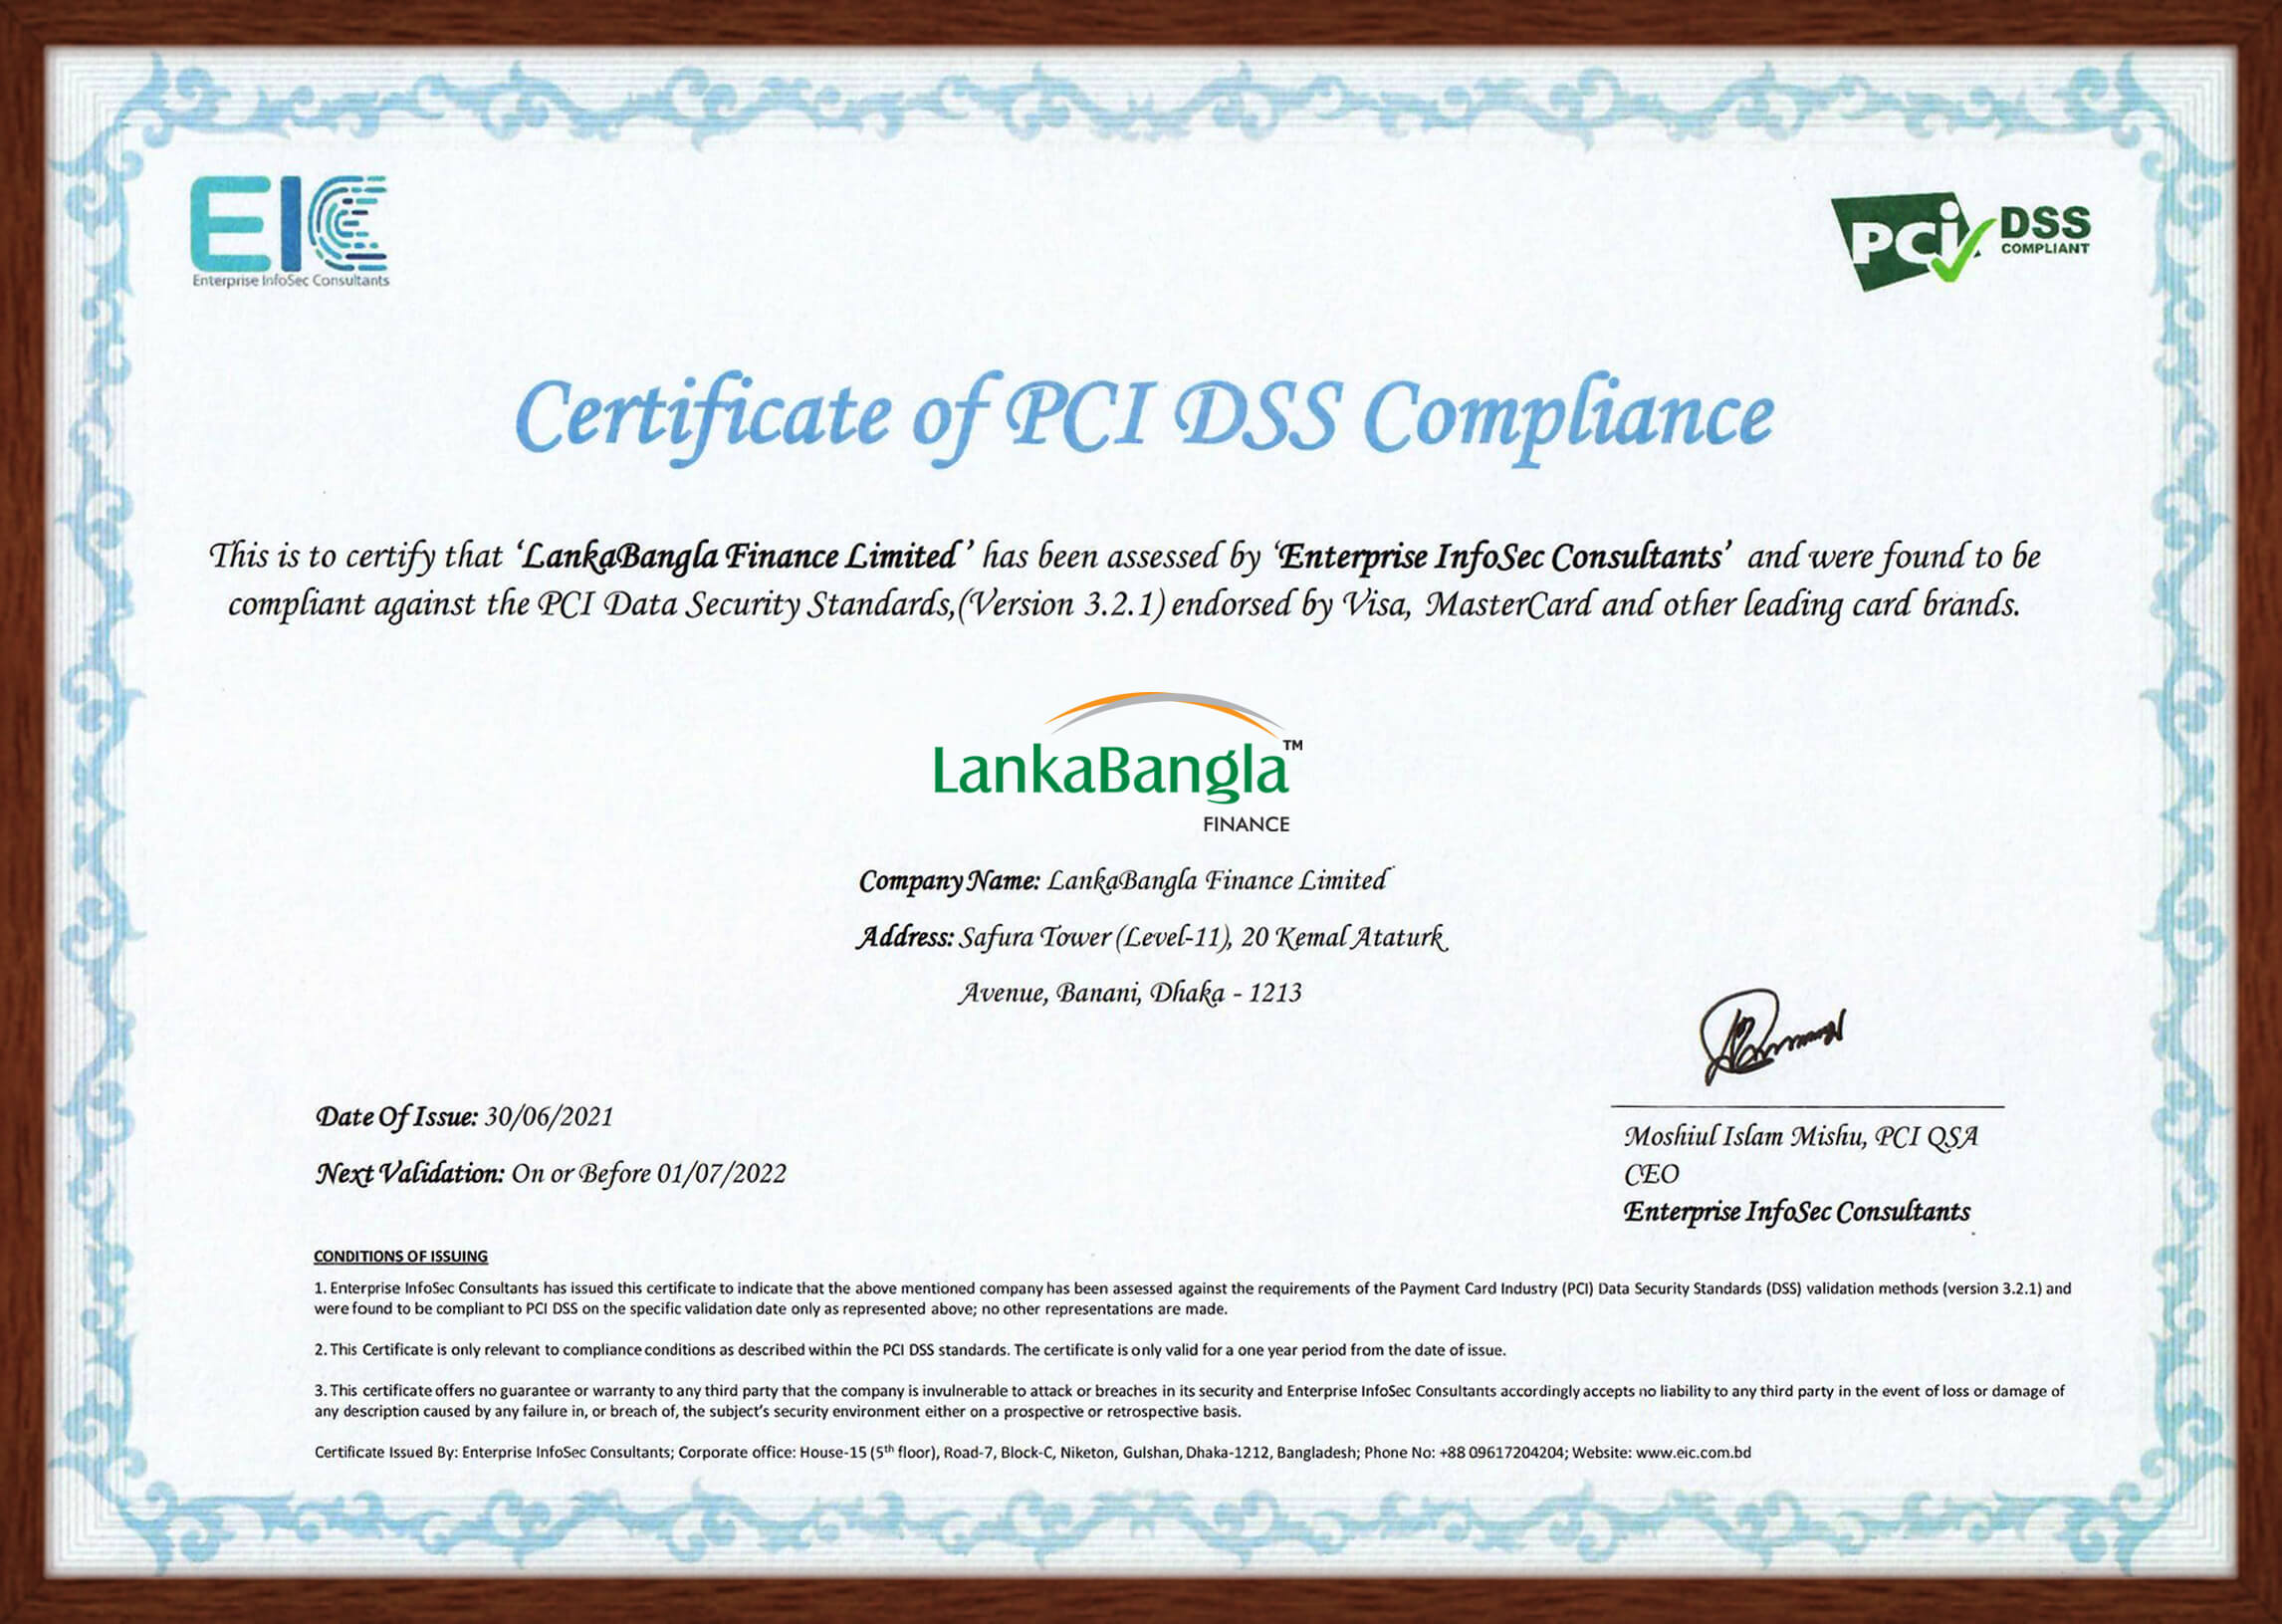 EIC
Enterprise InfoSec Consultants
PCi DSS
COMPLIANT
Certificate of PCI DSS Compliance
This is to certify that ‘LankaBangla Finance Limited’ has been assessed by ‘Enterprise InfoSec Consultants’ and were found to be
compliant against the PCI Data Security Standards,(Version 3.2.1) endorsed by Visa, MasterCard and other leading card brands.
LankaBangla™
FINANCE
Company Name: LankaBangla Finance Limited
Address: Safura Tower (Level-11), 20 Kemal Ataturk
Avenue, Banani, Dhaka - 1213
Date Of Issue: 30/06/2021
Next Validation: On or Before 01/07/2022
Moshiul Islam Mishu, PCI QSA
CEO
Enterprise InfoSec Consultants
CONDITIONS OF ISSUING
1. Enterprise InfoSec Consultants has issued this certificate to indicate that the above mentioned company has been assessed against the requirements of the Payment Card Industry (PCI) Data Security Standards (DSS) validation methods (version 3.2.1) and
were found to be compliant to PCI DSS on the specific validation date only as represented above; no other representations are made.
2. This Certificate is only relevant to compliance conditions as described within the PCI DSS standards. The certificate is only valid for a one year period from the date of issue.
3. This certificate offers no guarantee or warranty to any third party that the company is invulnerable to attack or breaches in its security and Enterprise InfoSec Consultants accordingly accepts no liability to any third party in the event of loss or damage of
any description caused by any failure in, or breach of, the subject’s security environment either on a prospective or retrospective basis.
Certificate Issued By: Enterprise InfoSec Consultants; Corporate office: House-15 (5th floor), Road-7, Block-C, Niketon, Gulshan, Dhaka-1212, Bangladesh; Phone No: +88 09617204204; Website: www.eic.com.bd